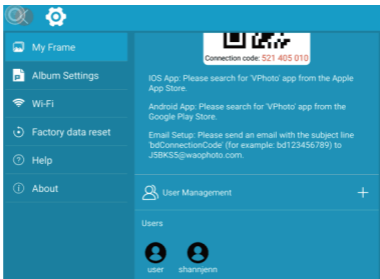 My Frame
Album Settings
Wi-Fi
Factory data reset
Help
About
Connection code: 521 405 010
IOS App: Please search for 'VPhoto' app from the Apple
App Store.
Android App: Please search for 'VPhoto' app from the
Google Play Store.
Email Setup: Please send an email with the subject line
'bdConnectionCode' (for example: bd123456789) to
J5BKS5@waophoto.com.
User Management
Users
user
shannjenn